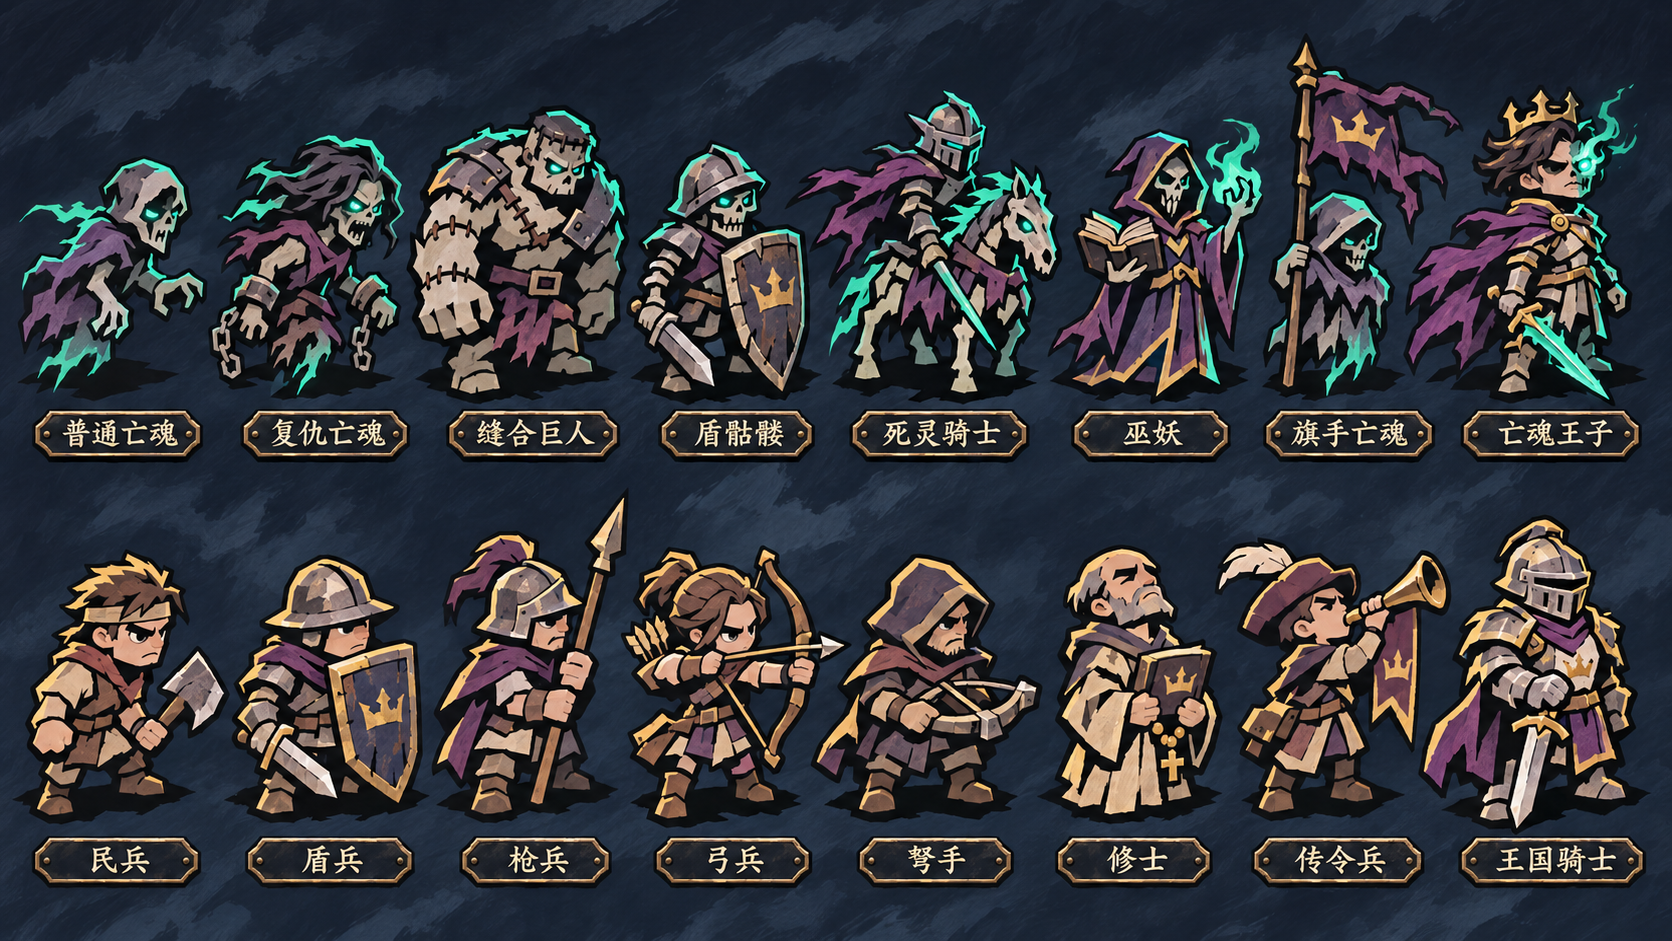 普通亡魂
复仇亡魂
缝合巨人
盾骷髅
死灵骑士
巫妖
旗手亡魂
亡魂王子
民兵
盾兵
枪兵
弓兵
弩手
修士
传令兵
王国骑士